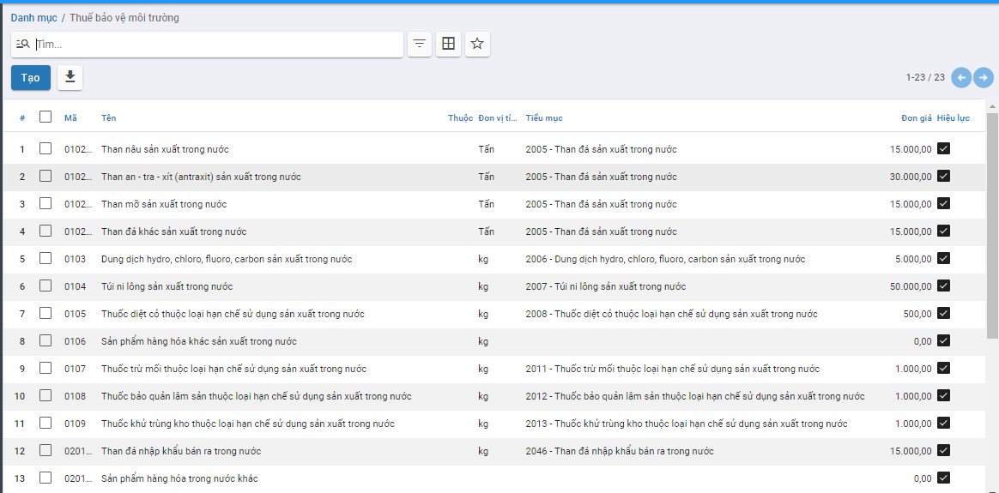 Danh mục / Thuế bảo vệ môi trường
Tìm...
Tạo
1-23 / 23
# Mã Tên Thuộc Đơn vị tí... Tiểu mục Đơn giá Hiệu lực
1 0102... Than nâu sản xuất trong nước Tấn 2005 - Than đá sản xuất trong nước 15.000,00
2 0102... Than an - tra - xít (antraxit) sản xuất trong nước Tấn 2005 - Than đá sản xuất trong nước 30.000,00
3 0102... Than mỡ sản xuất trong nước Tấn 2005 - Than đá sản xuất trong nước 15.000,00
4 0102... Than đá khác sản xuất trong nước Tấn 2005 - Than đá sản xuất trong nước 15.000,00
5 0103 Dung dịch hydro, chloro, fluoro, carbon sản xuất trong nước kg 2006 - Dung dịch hydro, chloro, fluoro, carbon sản xuất trong nước 5.000,00
6 0104 Túi ni lông sản xuất trong nước kg 2007 - Túi ni lông sản xuất trong nước 50.000,00
7 0105 Thuốc diệt cỏ thuộc loại hạn chế sử dụng sản xuất trong nước kg 2008 - Thuốc diệt cỏ thuộc loại hạn chế sử dụng sản xuất trong nước 500,00
8 0106 Sản phẩm hàng hóa khác sản xuất trong nước kg 0,00
9 0107 Thuốc trừ mối thuộc loại hạn chế sử dụng sản xuất trong nước kg 2011 - Thuốc trừ mối thuộc loại hạn chế sử dụng sản xuất trong nước 1.000,00
10 0108 Thuốc bảo quản lâm sản thuộc loại hạn chế sử dụng sản xuất trong nước kg 2012 - Thuốc bảo quản lâm sản thuộc loại hạn chế sử dụng sản xuất trong nước 1.000,00
11 0109 Thuốc khử trùng kho thuộc loại hạn chế sử dụng sản xuất trong nước kg 2013 - Thuốc khử trùng kho thuộc loại hạn chế sử dụng sản xuất trong nước 1.000,00
12 0201... Than đá nhập khẩu bán ra trong nước kg 2046 - Than đá nhập khẩu bán ra trong nước 15.000,00
13 0201... Sản phẩm hàng hóa trong nước khác 0,00